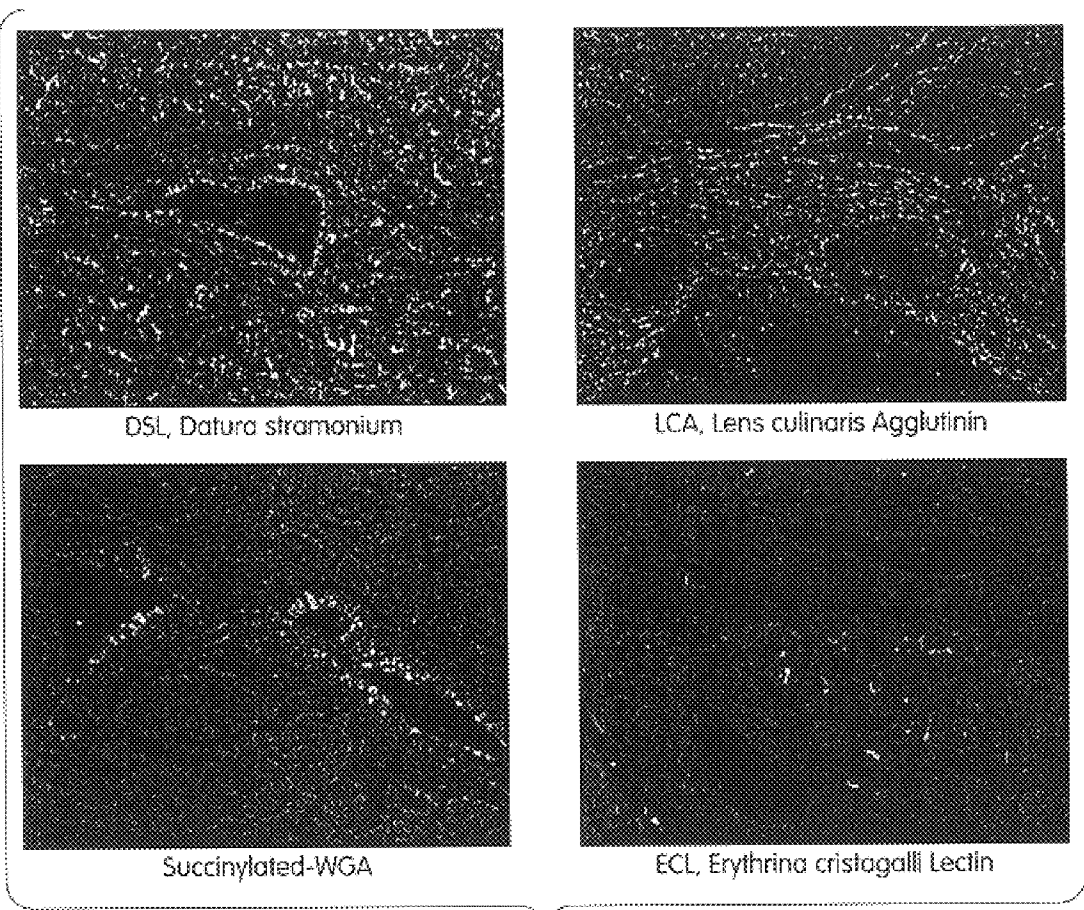 DSL, Datura stramonium
LCA, Lens culinaris Agglutinin
Succinylated-WGA
ECL, Erythrina cristagalli Lectin